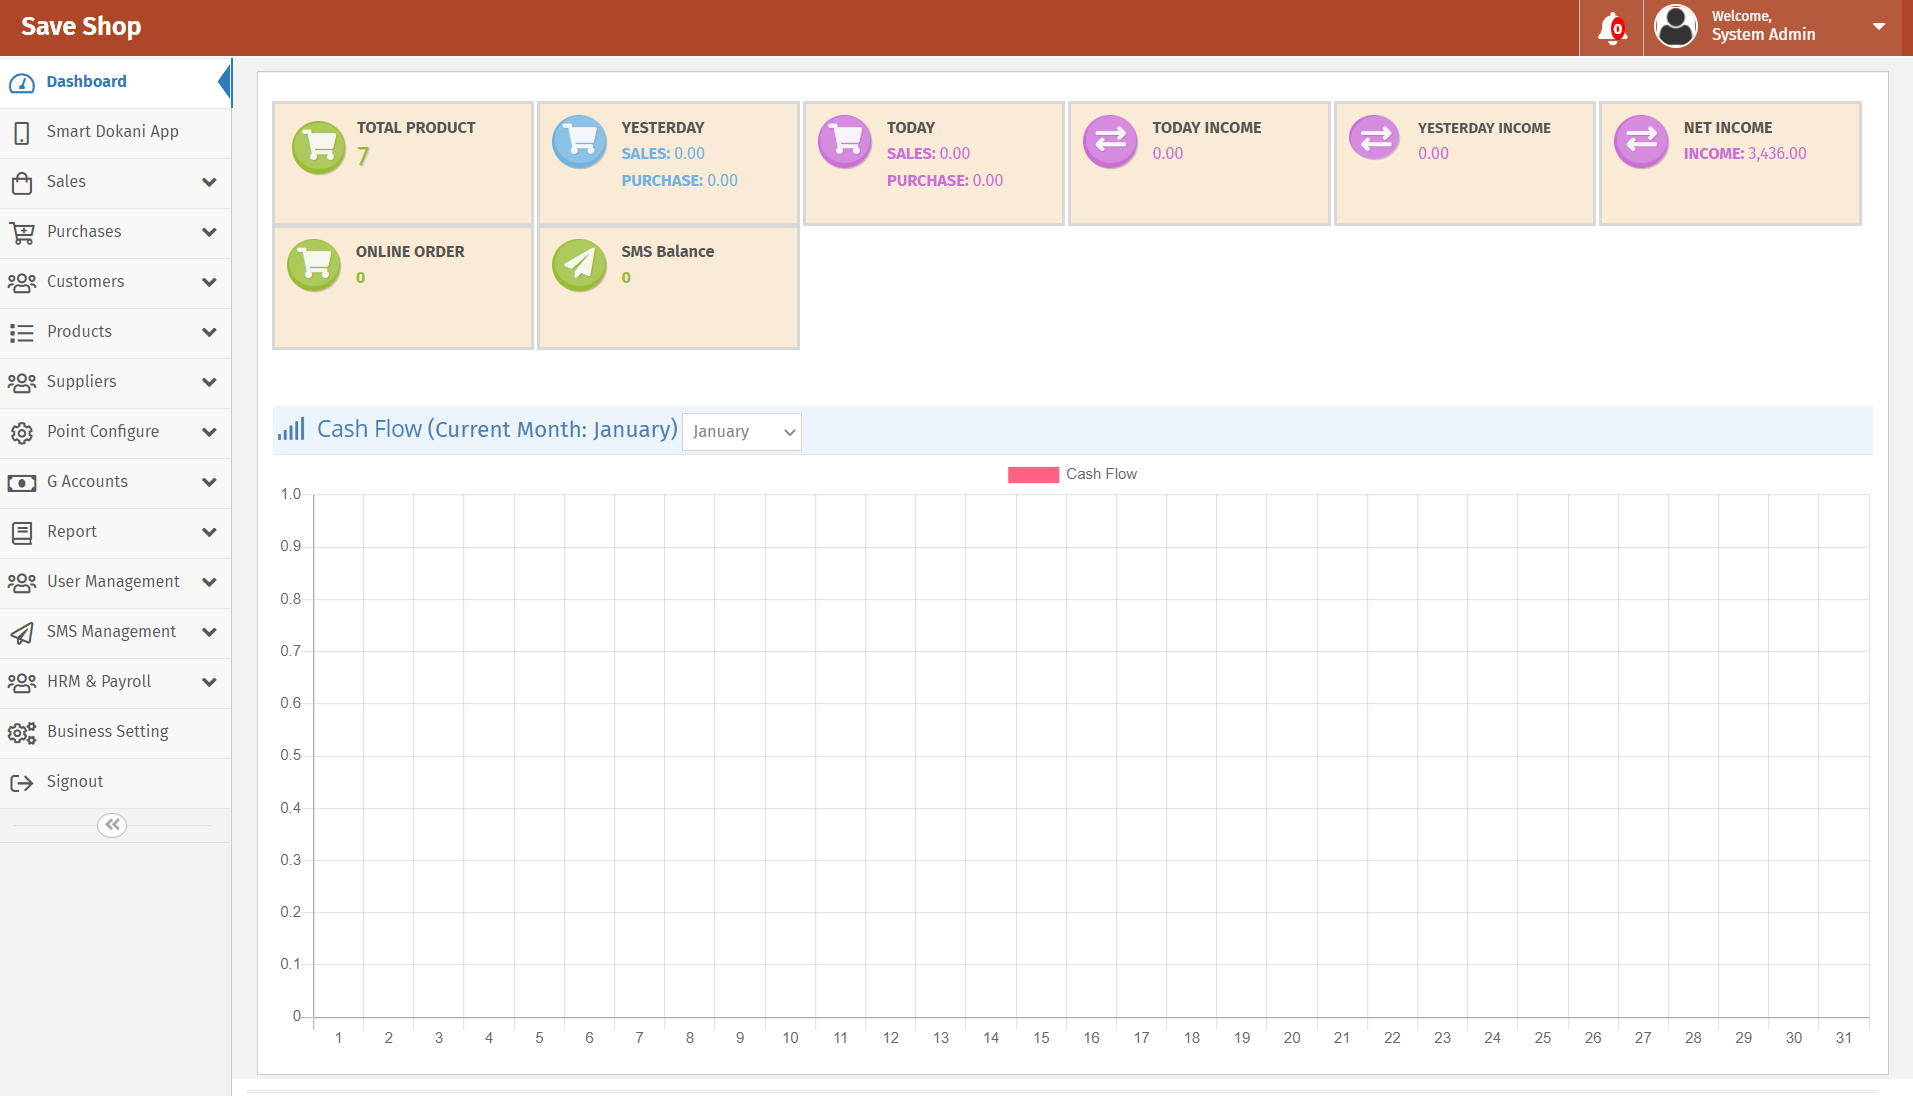 Save Shop
0
Welcome,
System Admin
Dashboard
Smart Dokani App
Sales
Purchases
Customers
Products
Suppliers
Point Configure
G Accounts
Report
User Management
SMS Management
HRM & Payroll
Business Setting
Signout
TOTAL PRODUCT
7
YESTERDAY
SALES: 0.00
PURCHASE: 0.00
TODAY
SALES: 0.00
PURCHASE: 0.00
TODAY INCOME
0.00
YESTERDAY INCOME
0.00
NET INCOME
INCOME: 3,436.00
ONLINE ORDER
0
SMS Balance
0
Cash Flow (Current Month: January) January
Cash Flow
1.0
0.9
0.8
0.7
0.6
0.5
0.4
0.3
0.2
0.1
0
1 2 3 4 5 6 7 8 9 10 11 12 13 14 15 16 17 18 19 20 21 22 23 24 25 26 27 28 29 30 31